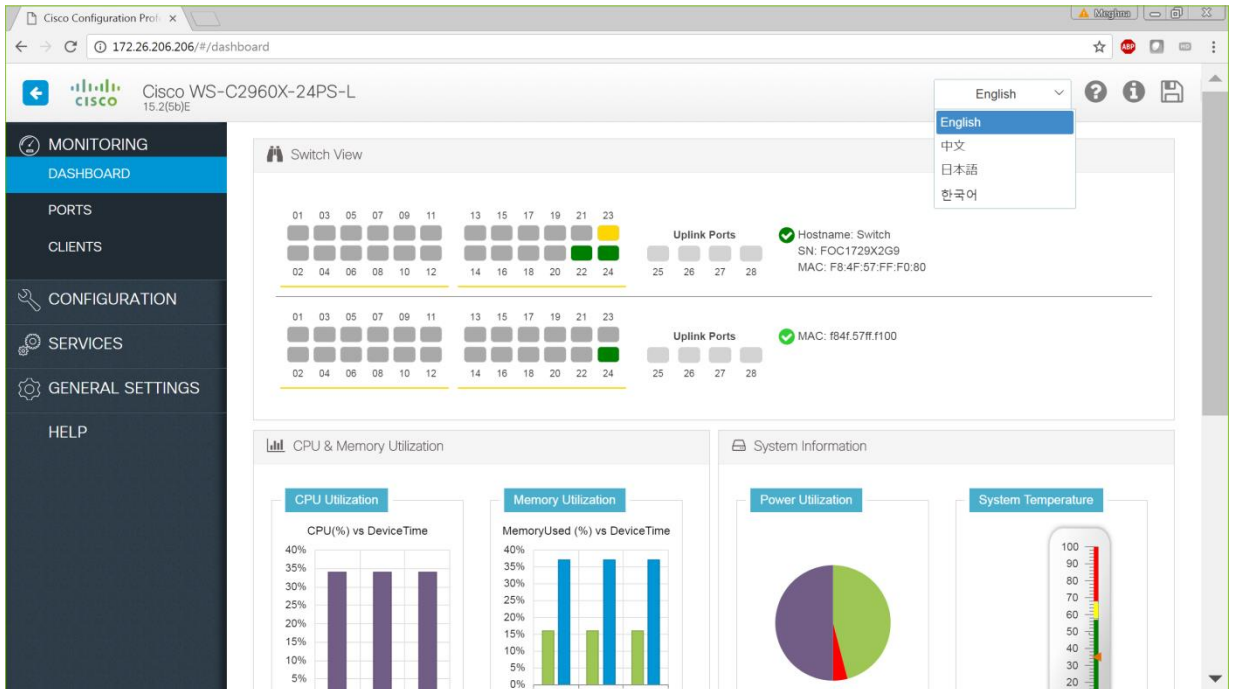 Cisco Configuration Prof
Meghna
172.26.206.206/#/dashboard
ABP
HD
CISCO
Cisco WS-C2960X-24PS-L
15.2(5b)E
English
English
中文
日本語
한국어
MONITORING
DASHBOARD
PORTS
CLIENTS
CONFIGURATION
SERVICES
GENERAL SETTINGS
HELP
Switch View
01 03 05 07 09 11 13 15 17 19 21 23
Uplink Ports
02 04 06 08 10 12 14 16 18 20 22 24 25 26 27 28
Hostname: Switch
SN: FOC1729X2G9
MAC: F8:4F:57:FF:F0:80
01 03 05 07 09 11 13 15 17 19 21 23
Uplink Ports
02 04 06 08 10 12 14 16 18 20 22 24 25 26 27 28
MAC: f84f.57ff.f100
CPU & Memory Utilization
CPU Utilization
CPU(%) vs DeviceTime
40%
35%
30%
25%
20%
15%
10%
5%
Memory Utilization
MemoryUsed (%) vs DeviceTime
40%
35%
30%
25%
20%
15%
10%
5%
0%
System Information
Power Utilization
System Temperature
100
90
80
70
60
50
40
30
20